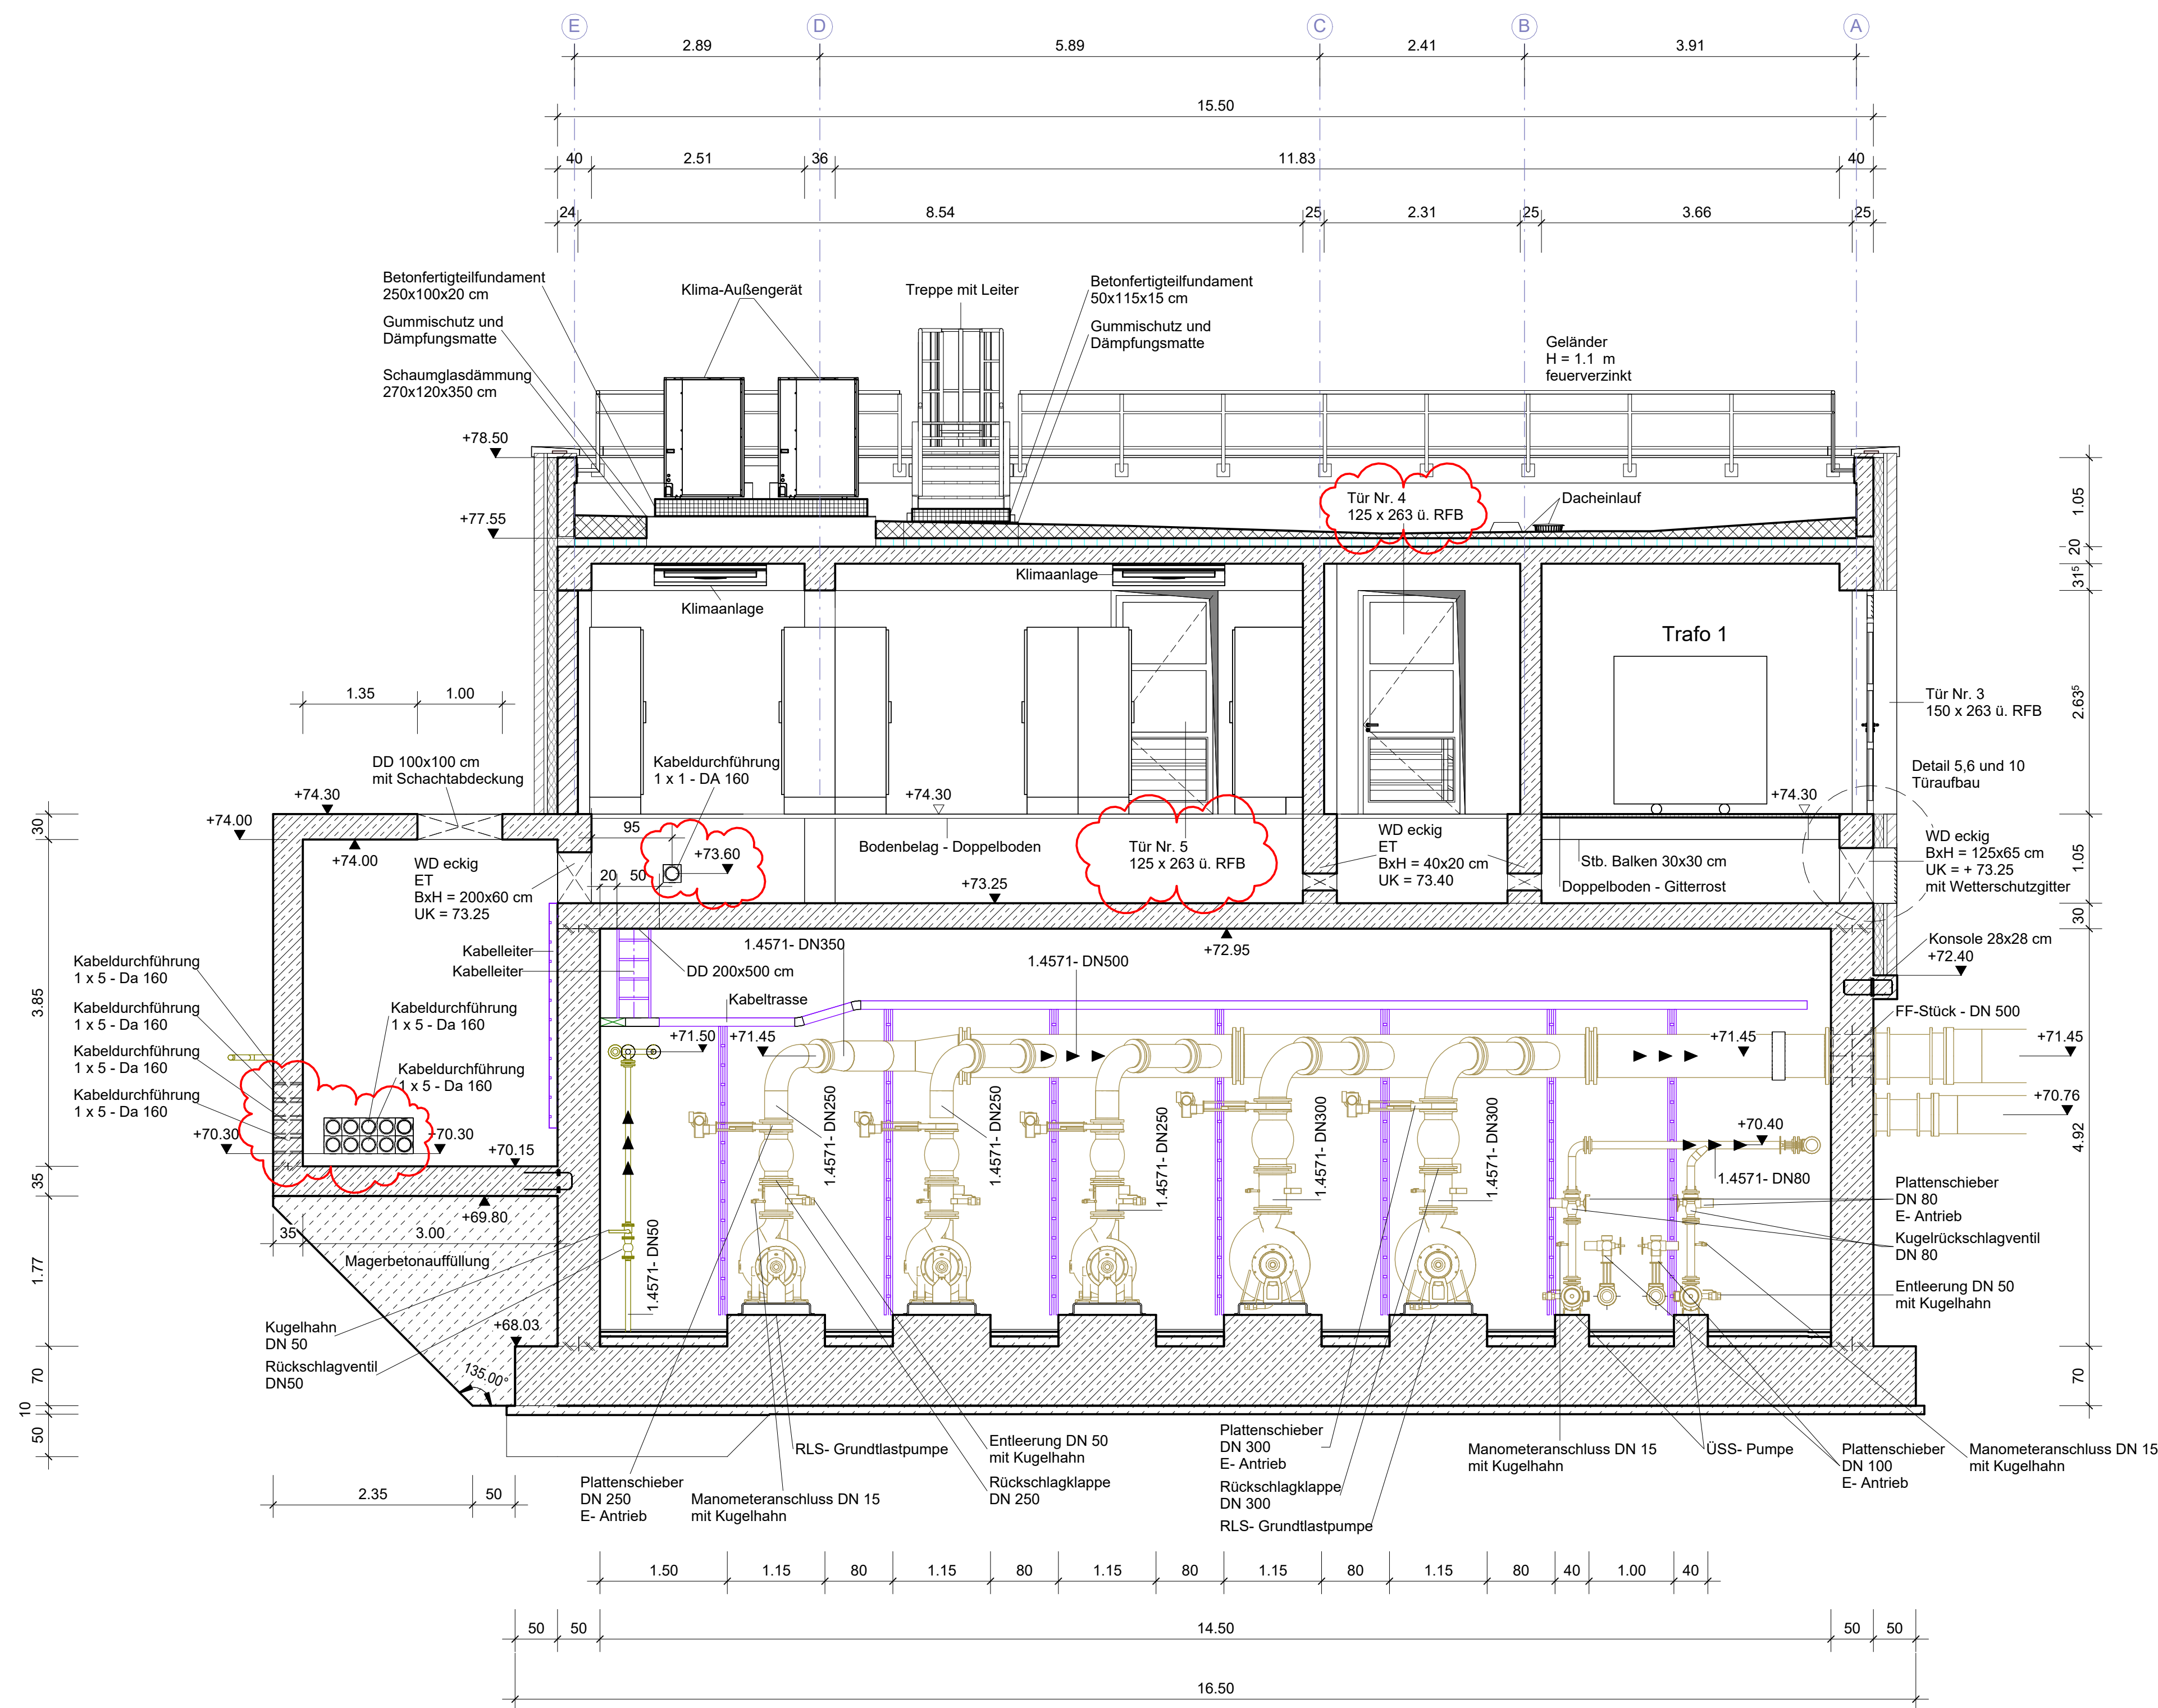 E D C B A
2.89 5.89 2.41 3.91
15.50
40 2.51 36 11.83 40
24 8.54 25 2.31 25 3.66 25
Betonfertigteilfundament
250x100x20 cm
Gummischutz und
Dämpfungsmatte
Schaumglasdämmung
270x120x350 cm
Klima-Außengerät
Treppe mit Leiter
Betonfertigteilfundament
50x115x15 cm
Gummischutz und
Dämpfungsmatte
Geländer
H = 1.1 m
feuerverzinkt
+78.50
+77.55
Tür Nr. 4
125 x 263 ü. RFB
Dacheinlauf
1.05
20
31⁵
2.63⁵
1.05
30
4.92
70
Klimaanlage
Klimaanlage
Trafo 1
Tür Nr. 3
150 x 263 ü. RFB
1.35 1.00
DD 100x100 cm
mit Schachtabdeckung
Kabeldurchführung
1 x 1 - DA 160
Detail 5,6 und 10
Türaufbau
+74.30
+74.00
+74.00
+74.30
+74.30
95
+73.60
20 50
Bodenbelag - Doppelboden
Tür Nr. 5
125 x 263 ü. RFB
WD eckig
ET
BxH = 40x20 cm
UK = 73.40
Stb. Balken 30x30 cm
Doppelboden - Gitterrost
WD eckig
BxH = 125x65 cm
UK = + 73.25
mit Wetterschutzgitter
WD eckig
ET
BxH = 200x60 cm
UK = 73.25
+73.25
+72.95
Konsole 28x28 cm
+72.40
Kabelleiter
Kabelleiter
1.4571- DN350
DD 200x500 cm
1.4571- DN500
Kabeltrasse
FF-Stück - DN 500
Kabeldurchführung
1 x 5 - Da 160
Kabeldurchführung
1 x 5 - Da 160
Kabeldurchführung
1 x 5 - Da 160
Kabeldurchführung
1 x 5 - Da 160
Kabeldurchführung
1 x 5 - Da 160
Kabeldurchführung
1 x 5 - Da 160
+71.50
+71.45
+71.45
+71.45
+70.76
+70.40
+70.30
+70.30
+70.15
+69.80
+68.03
1.4571- DN50
1.4571- DN250
1.4571- DN250
1.4571- DN250
1.4571- DN300
1.4571- DN300
1.4571- DN80
Plattenschieber
DN 80
E- Antrieb
Kugelrückschlagventil
DN 80
Entleerung DN 50
mit Kugelhahn
30
3.85
35
1.77
70
10
50
35 3.00
Magerbetonauffüllung
Kugelhahn
DN 50
Rückschlagventil
DN50
135.00°
2.35 50
Plattenschieber
DN 250
E- Antrieb
RLS- Grundtlastpumpe
Manometeranschluss DN 15
mit Kugelhahn
Entleerung DN 50
mit Kugelhahn
Rückschlagklappe
DN 250
Plattenschieber
DN 300
E- Antrieb
Rückschlagklappe
DN 300
RLS- Grundtlastpumpe
Manometeranschluss DN 15
mit Kugelhahn
ÜSS- Pumpe
Plattenschieber
DN 100
E- Antrieb
Manometeranschluss DN 15
mit Kugelhahn
1.50 1.15 80 1.15 80 1.15 80 1.15 80 1.15 80 40 1.00 40
50 50 14.50 50 50
16.50